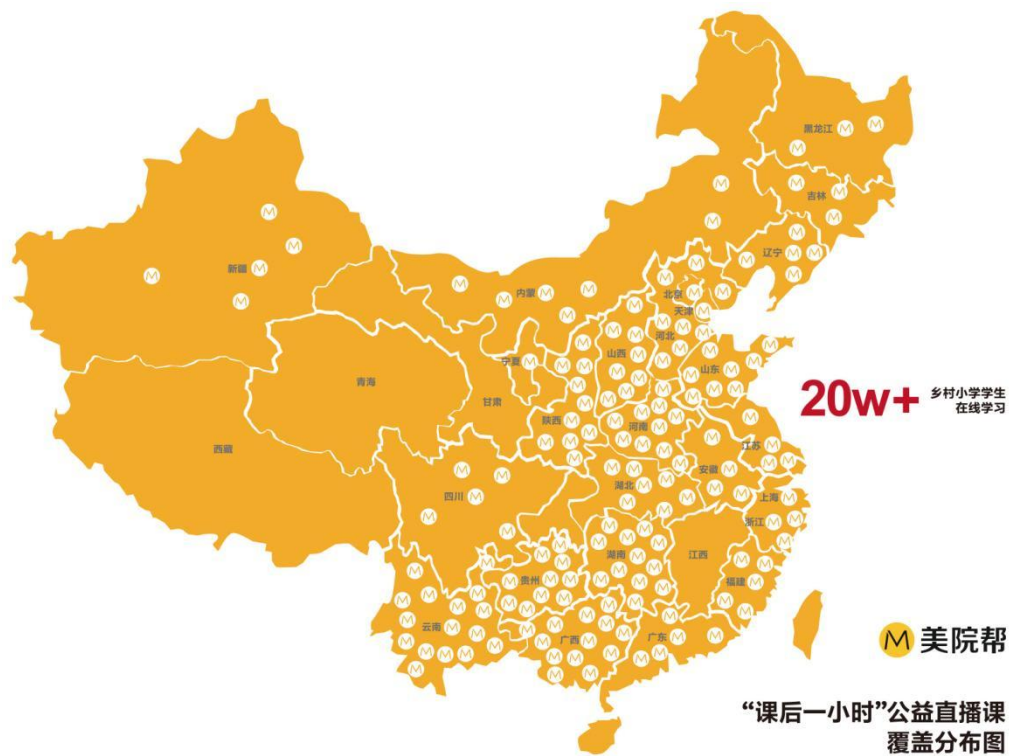 黑龙江
吉林
辽宁
新疆
内蒙
北京
天津
河北
山西
宁夏
山东
青海
甘肃
陕西
河南
西藏
江苏
安徽
四川
湖北
上海
浙江
湖南
江西
贵州
福建
云南
广西
广东
20w+
乡村小学学生
在线学习
M 美院帮
“课后一小时”公益直播课
覆盖分布图